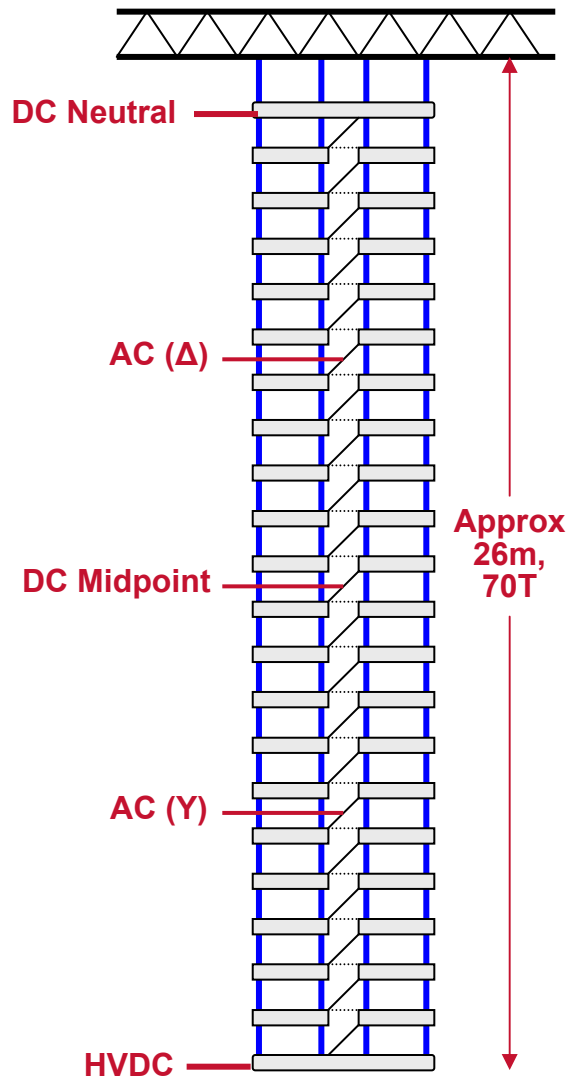 DC Neutral
AC (Δ)
DC Midpoint
Approx
26m,
70T
AC (Y)
HVDC